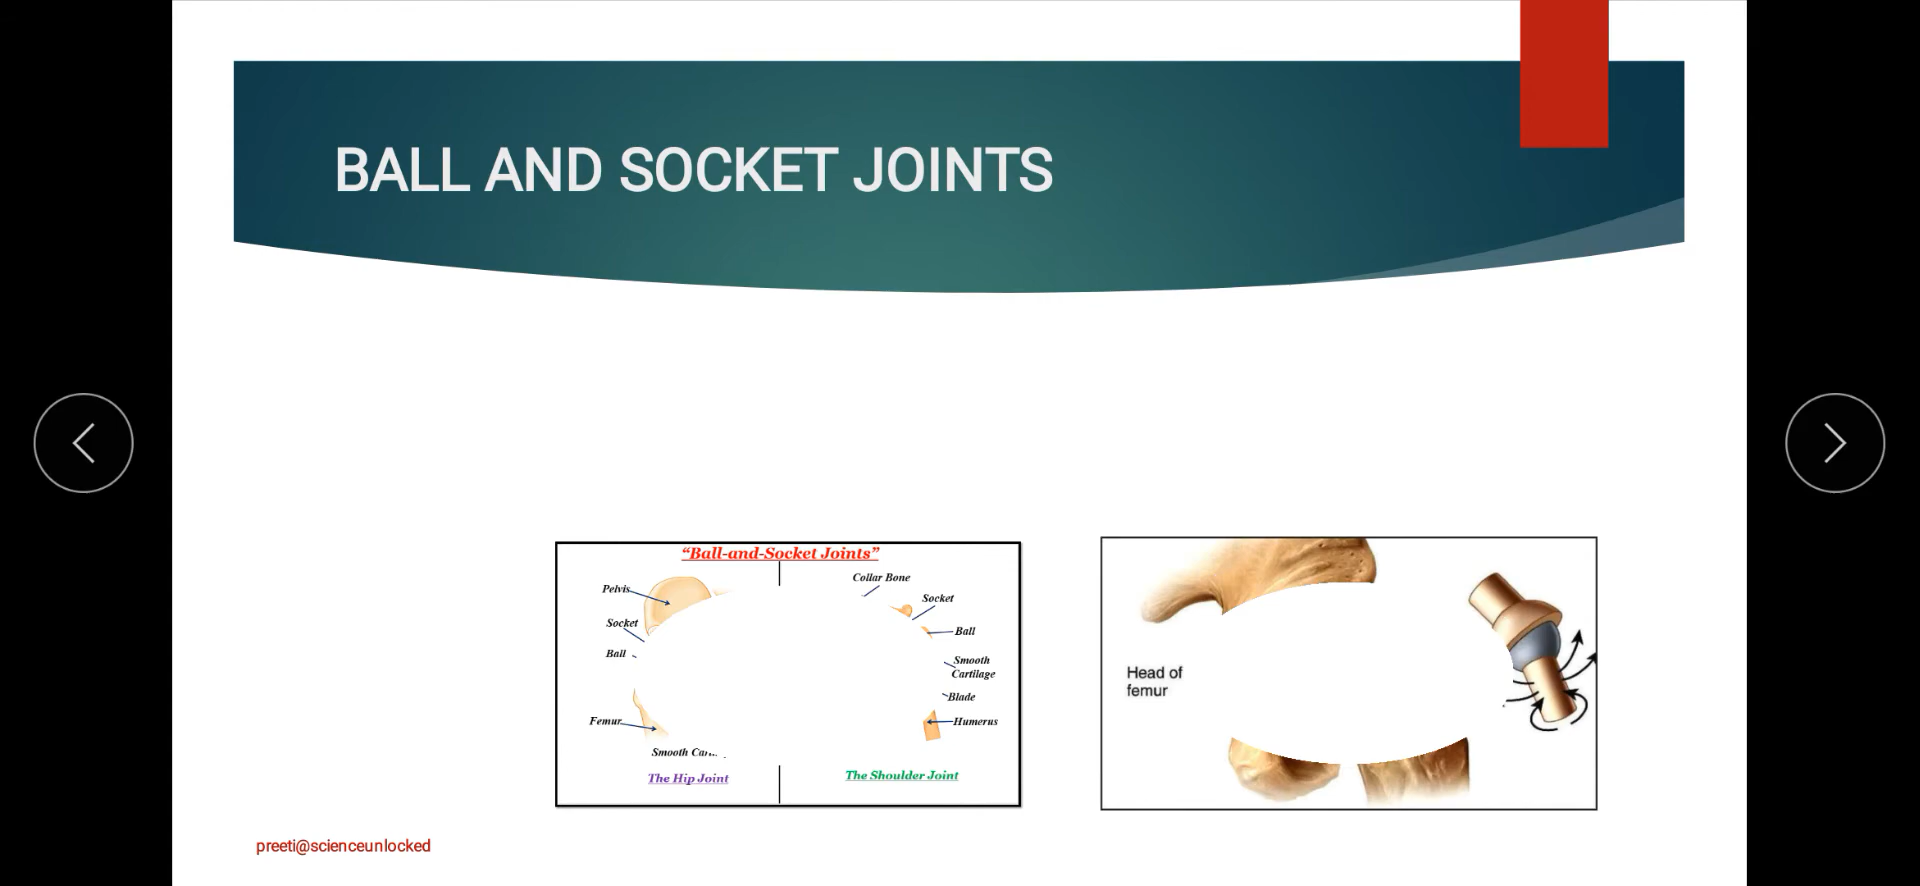 BALL AND SOCKET JOINTS
“Ball-and-Socket Joints”
Pelvis
Socket
Ball
Femur
Smooth
The Hip Joint
Collar Bone
Socket
Ball
Smooth
Cartilage
Blade
Humerus
The Shoulder Joint
Head of
femur
preeti@scienceunlocked